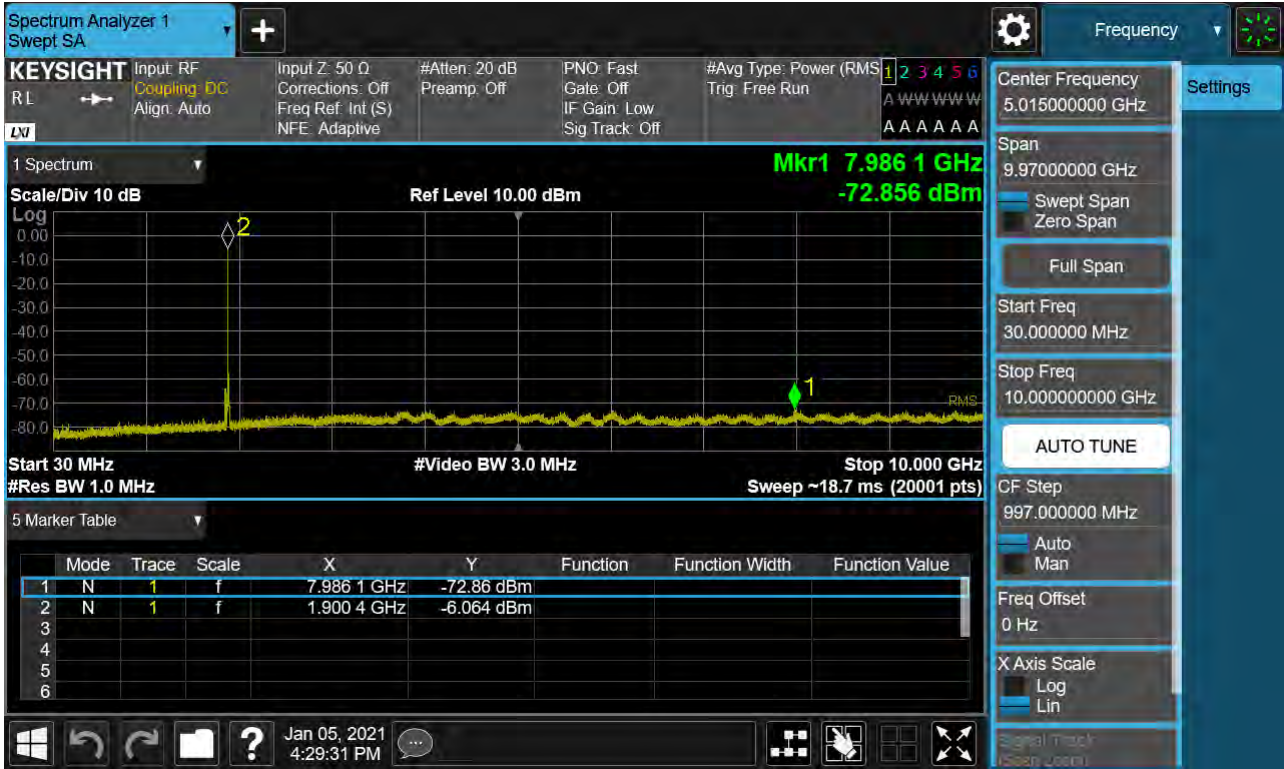 Spectrum Analyzer 1
Swept SA
+
Frequency
KEYSIGHT
RL
LXI
Input: RF
Coupling: DC
Align: Auto
Input Z: 50 Ω
Corrections: Off
Freq Ref: Int (S)
NFE: Adaptive
#Atten: 20 dB
Preamp: Off
PNO: Fast
Gate: Off
IF Gain: Low
Sig Track: Off
#Avg Type: Power (RMS
Trig: Free Run
1 2 3 4 5 6
A W W W W W
A A A A A A
1 Spectrum
Mkr1 7.986 1 GHz
-72.856 dBm
Scale/Div 10 dB
Ref Level 10.00 dBm
Log
0.00
-10.0
-20.0
-30.0
-40.0
-50.0
-60.0
-70.0
-80.0
2
1
RMS
Start 30 MHz
#Video BW 3.0 MHz
Stop 10.000 GHz
#Res BW 1.0 MHz
Sweep ~18.7 ms (20001 pts)
5 Marker Table
Mode Trace Scale X Y Function Function Width Function Value
1 N 1 f 7.986 1 GHz -72.86 dBm
2 N 1 f 1.900 4 GHz -6.064 dBm
3
4
5
6
?
Jan 05, 2021
4:29:31 PM
Center Frequency
5.015000000 GHz
Settings
Span
9.97000000 GHz
Swept Span
Zero Span
Full Span
Start Freq
30.000000 MHz
Stop Freq
10.000000000 GHz
AUTO TUNE
CF Step
997.000000 MHz
Auto
Man
Freq Offset
0 Hz
X Axis Scale
Log
Lin
Signal Track
(Span Zoom)